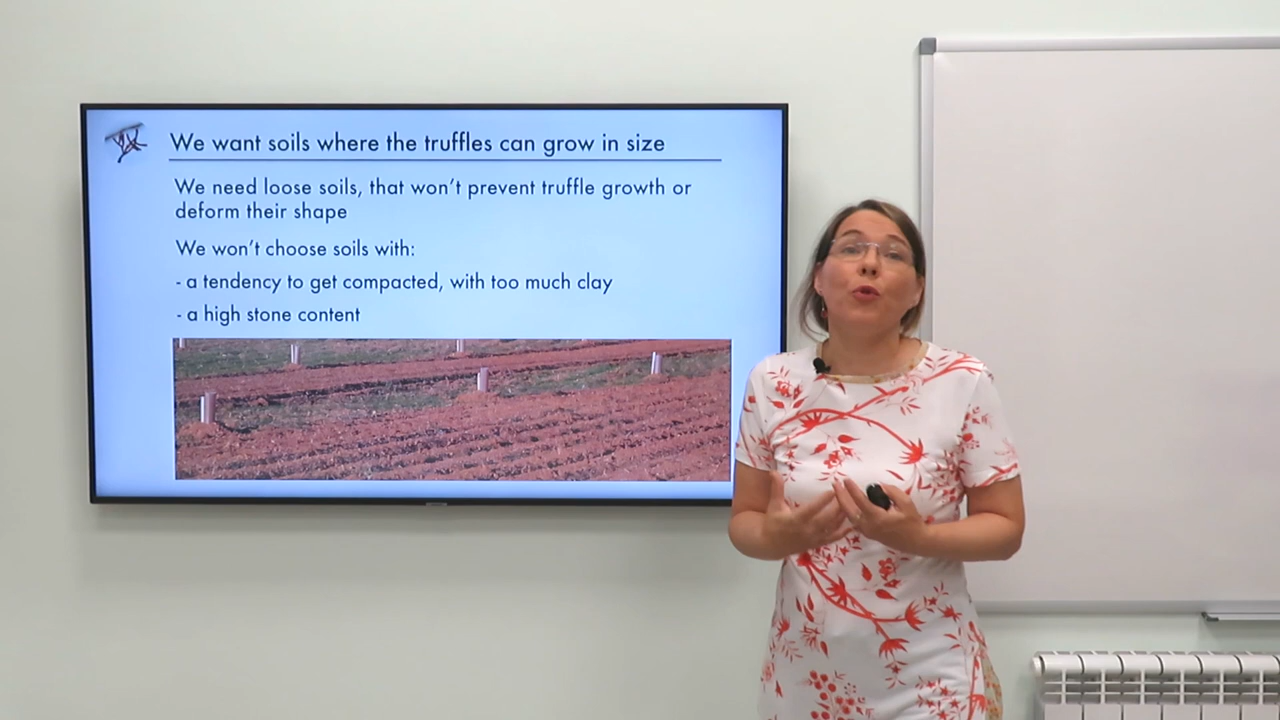 We want soils where the truffles can grow in size
We need loose soils, that won't prevent truffle growth or
deform their shape
We won't choose soils with:
- a tendency to get compacted, with too much clay
- a high stone content